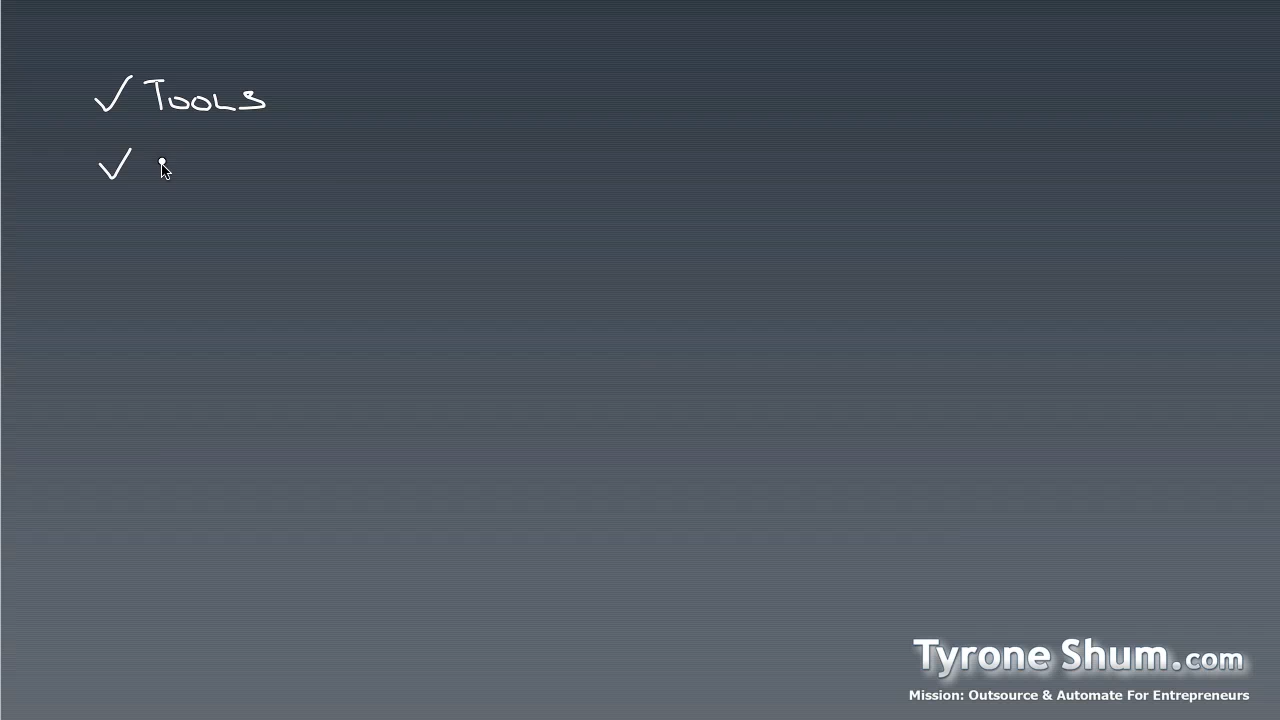 ✓ Tools
✓
Tyrone Shum.com
Mission: Outsource & Automate For Entrepreneurs